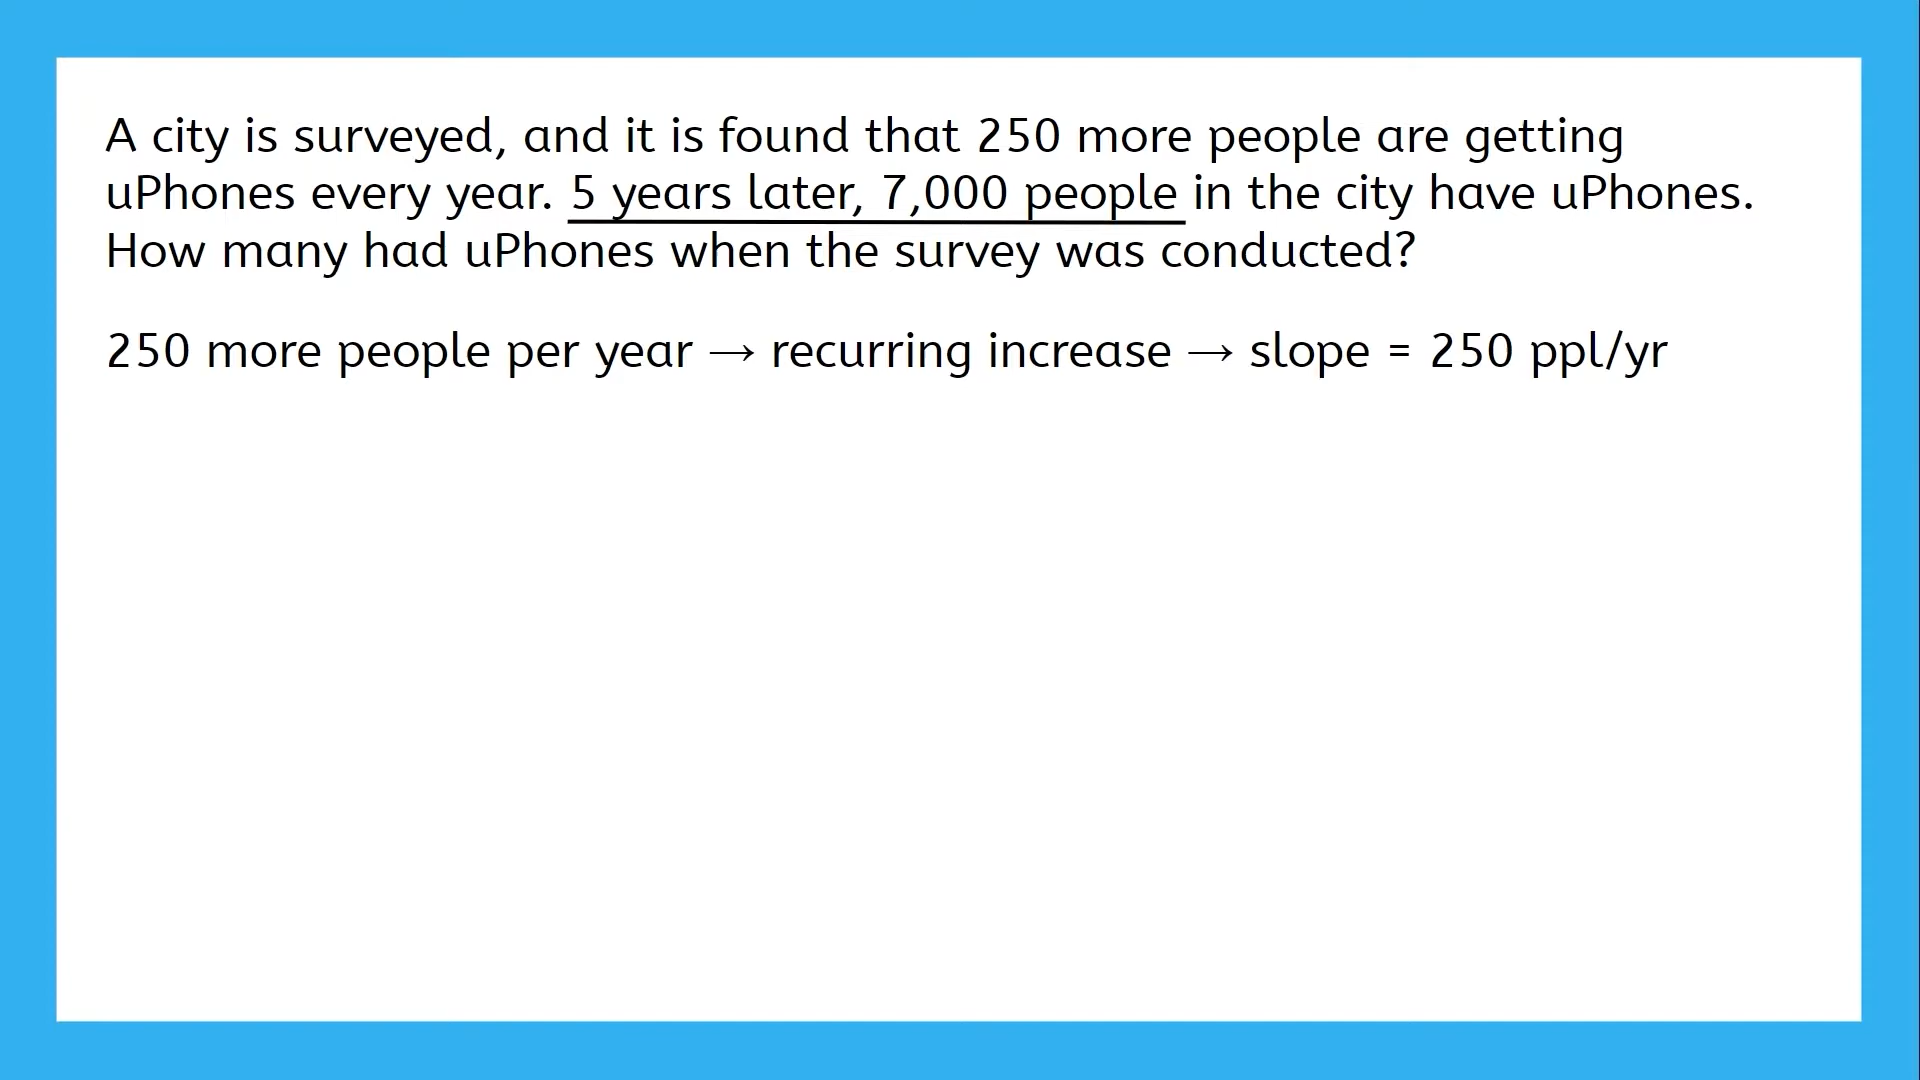 A city is surveyed, and it is found that 250 more people are getting
uPhones every year. 5 years later, 7,000 people in the city have uPhones.
How many had uPhones when the survey was conducted?
250 more people per year → recurring increase → slope = 250 ppl/yr